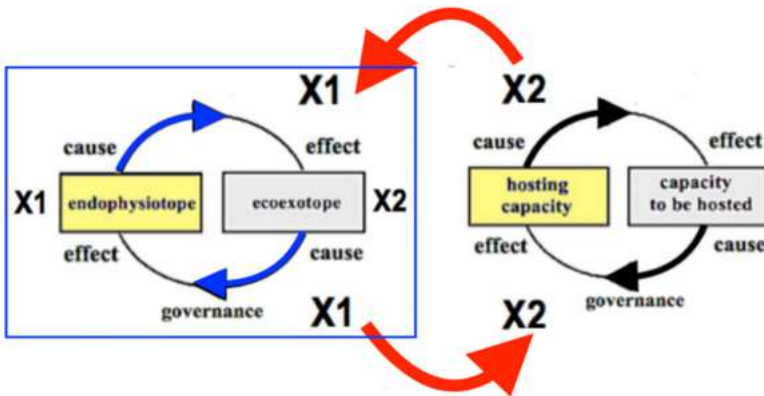 X1
X2
cause
effect
cause
effect
X1
endophysiotope
ecoexotope
X2
hosting
capacity
capacity
to be hosted
effect
cause
effect
cause
governance
governance
X1
X2